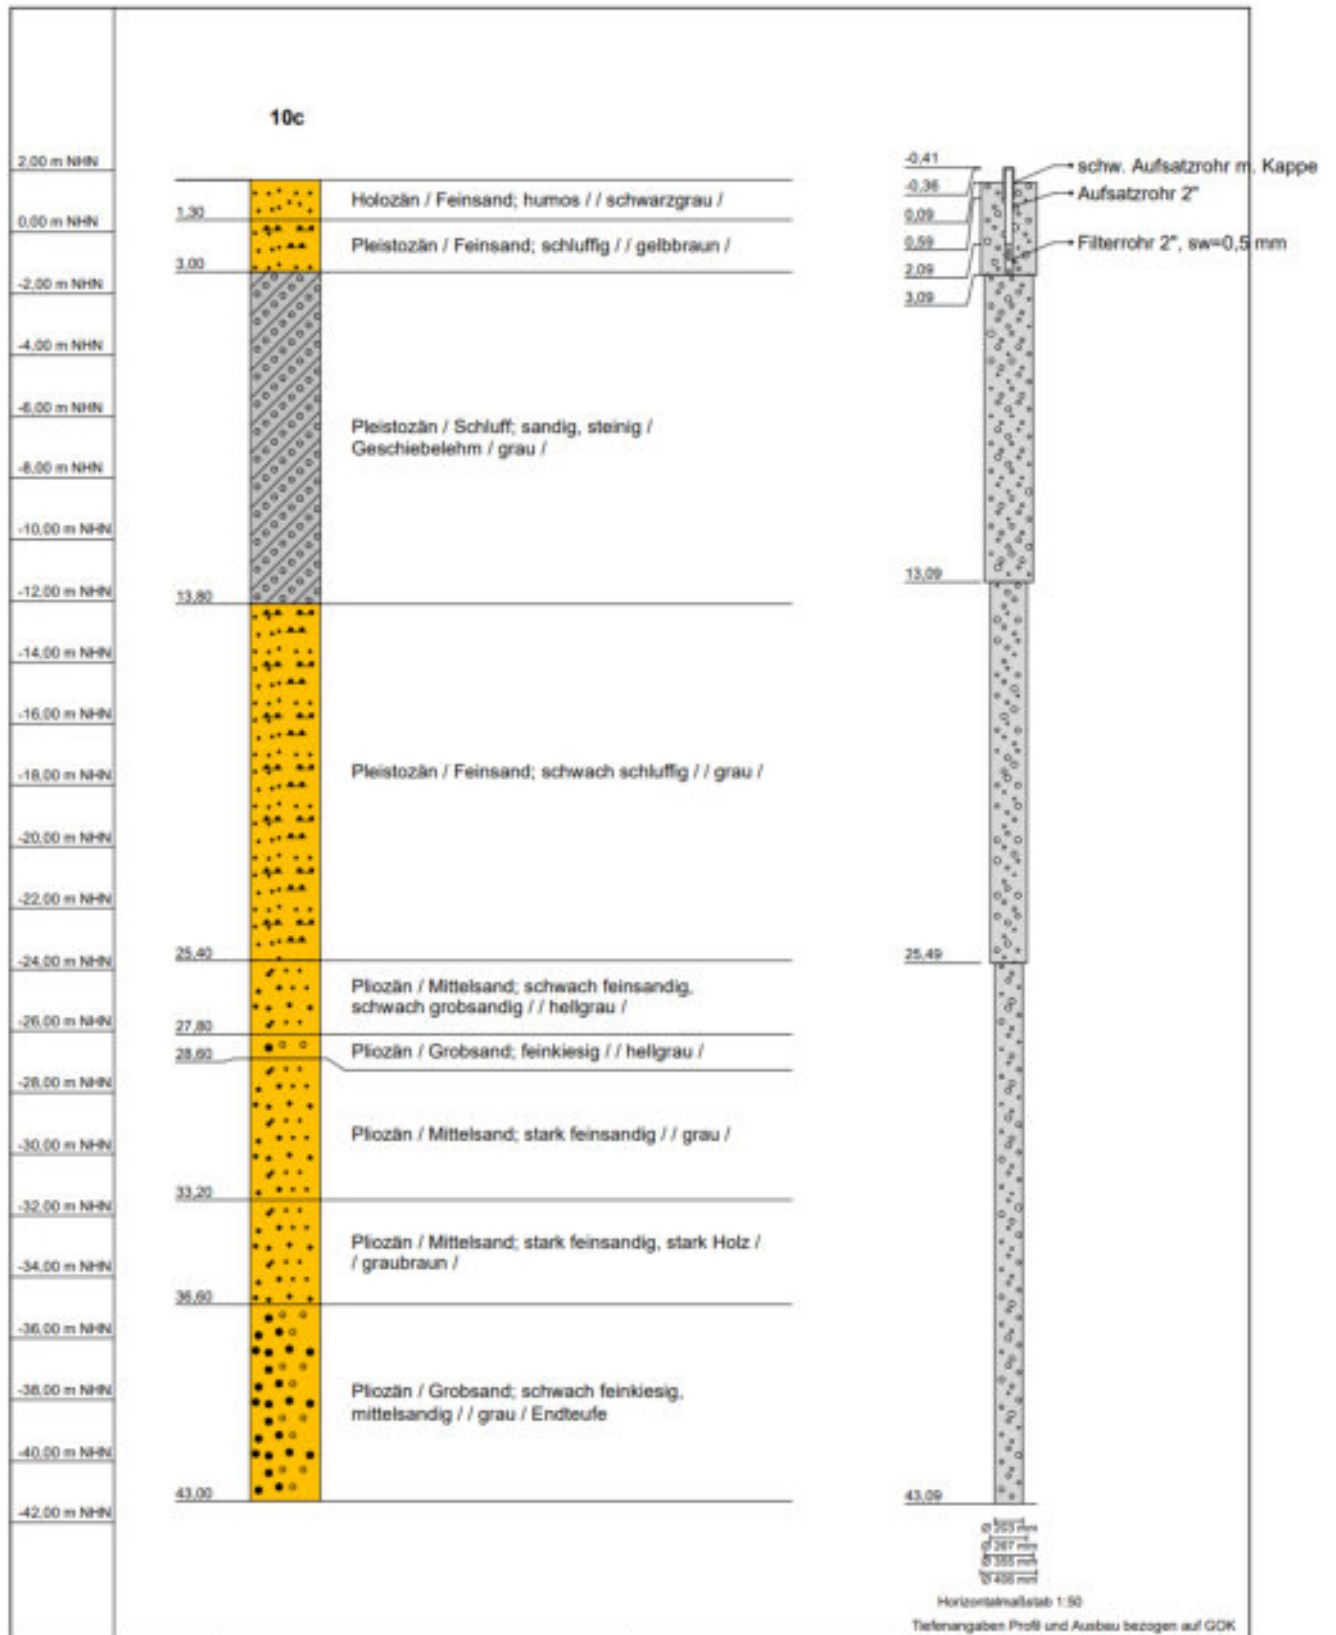 10c
2,00 m NHN
0,00 m NHN
-2,00 m NHN
-4,00 m NHN
-6,00 m NHN
-8,00 m NHN
-10,00 m NHN
-12,00 m NHN
-14,00 m NHN
-16,00 m NHN
-18,00 m NHN
-20,00 m NHN
-22,00 m NHN
-24,00 m NHN
-26,00 m NHN
-28,00 m NHN
-30,00 m NHN
-32,00 m NHN
-34,00 m NHN
-36,00 m NHN
-38,00 m NHN
-40,00 m NHN
-42,00 m NHN
Holozän / Feinsand; humos / / schwarzgrau /
1,30
Pleistozän / Feinsand; schluffig / / gelbbraun /
3,00
Pleistozän / Schluff; sandig, steinig /
Geschiebelehm / grau /
13,80
Pleistozän / Feinsand; schwach schluffig / / grau /
25,40
Pliozän / Mittelsand; schwach feinsandig,
schwach grobsandig / / hellgrau /
27,80
Pliozän / Grobsand; feinkiesig / / hellgrau /
28,60
Pliozän / Mittelsand; stark feinsandig / / grau /
33,20
Pliozän / Mittelsand; stark feinsandig, stark Holz /
/ graubraun /
36,60
Pliozän / Grobsand; schwach feinkiesig,
mittelsandig / / grau / Endteufe
43,00
-0,41
-0,36
0,09
0,59
2,09
3,09
schw. Aufsatzrohr m. Kappe
Aufsatzrohr 2"
Filterrohr 2", sw=0,5 mm
13,09
25,49
43,09
Ø 203 mm
Ø 267 mm
Ø 355 mm
Ø 406 mm
Horizontalmaßstab 1:50
Tiefenangaben Profil und Ausbau bezogen auf GOK